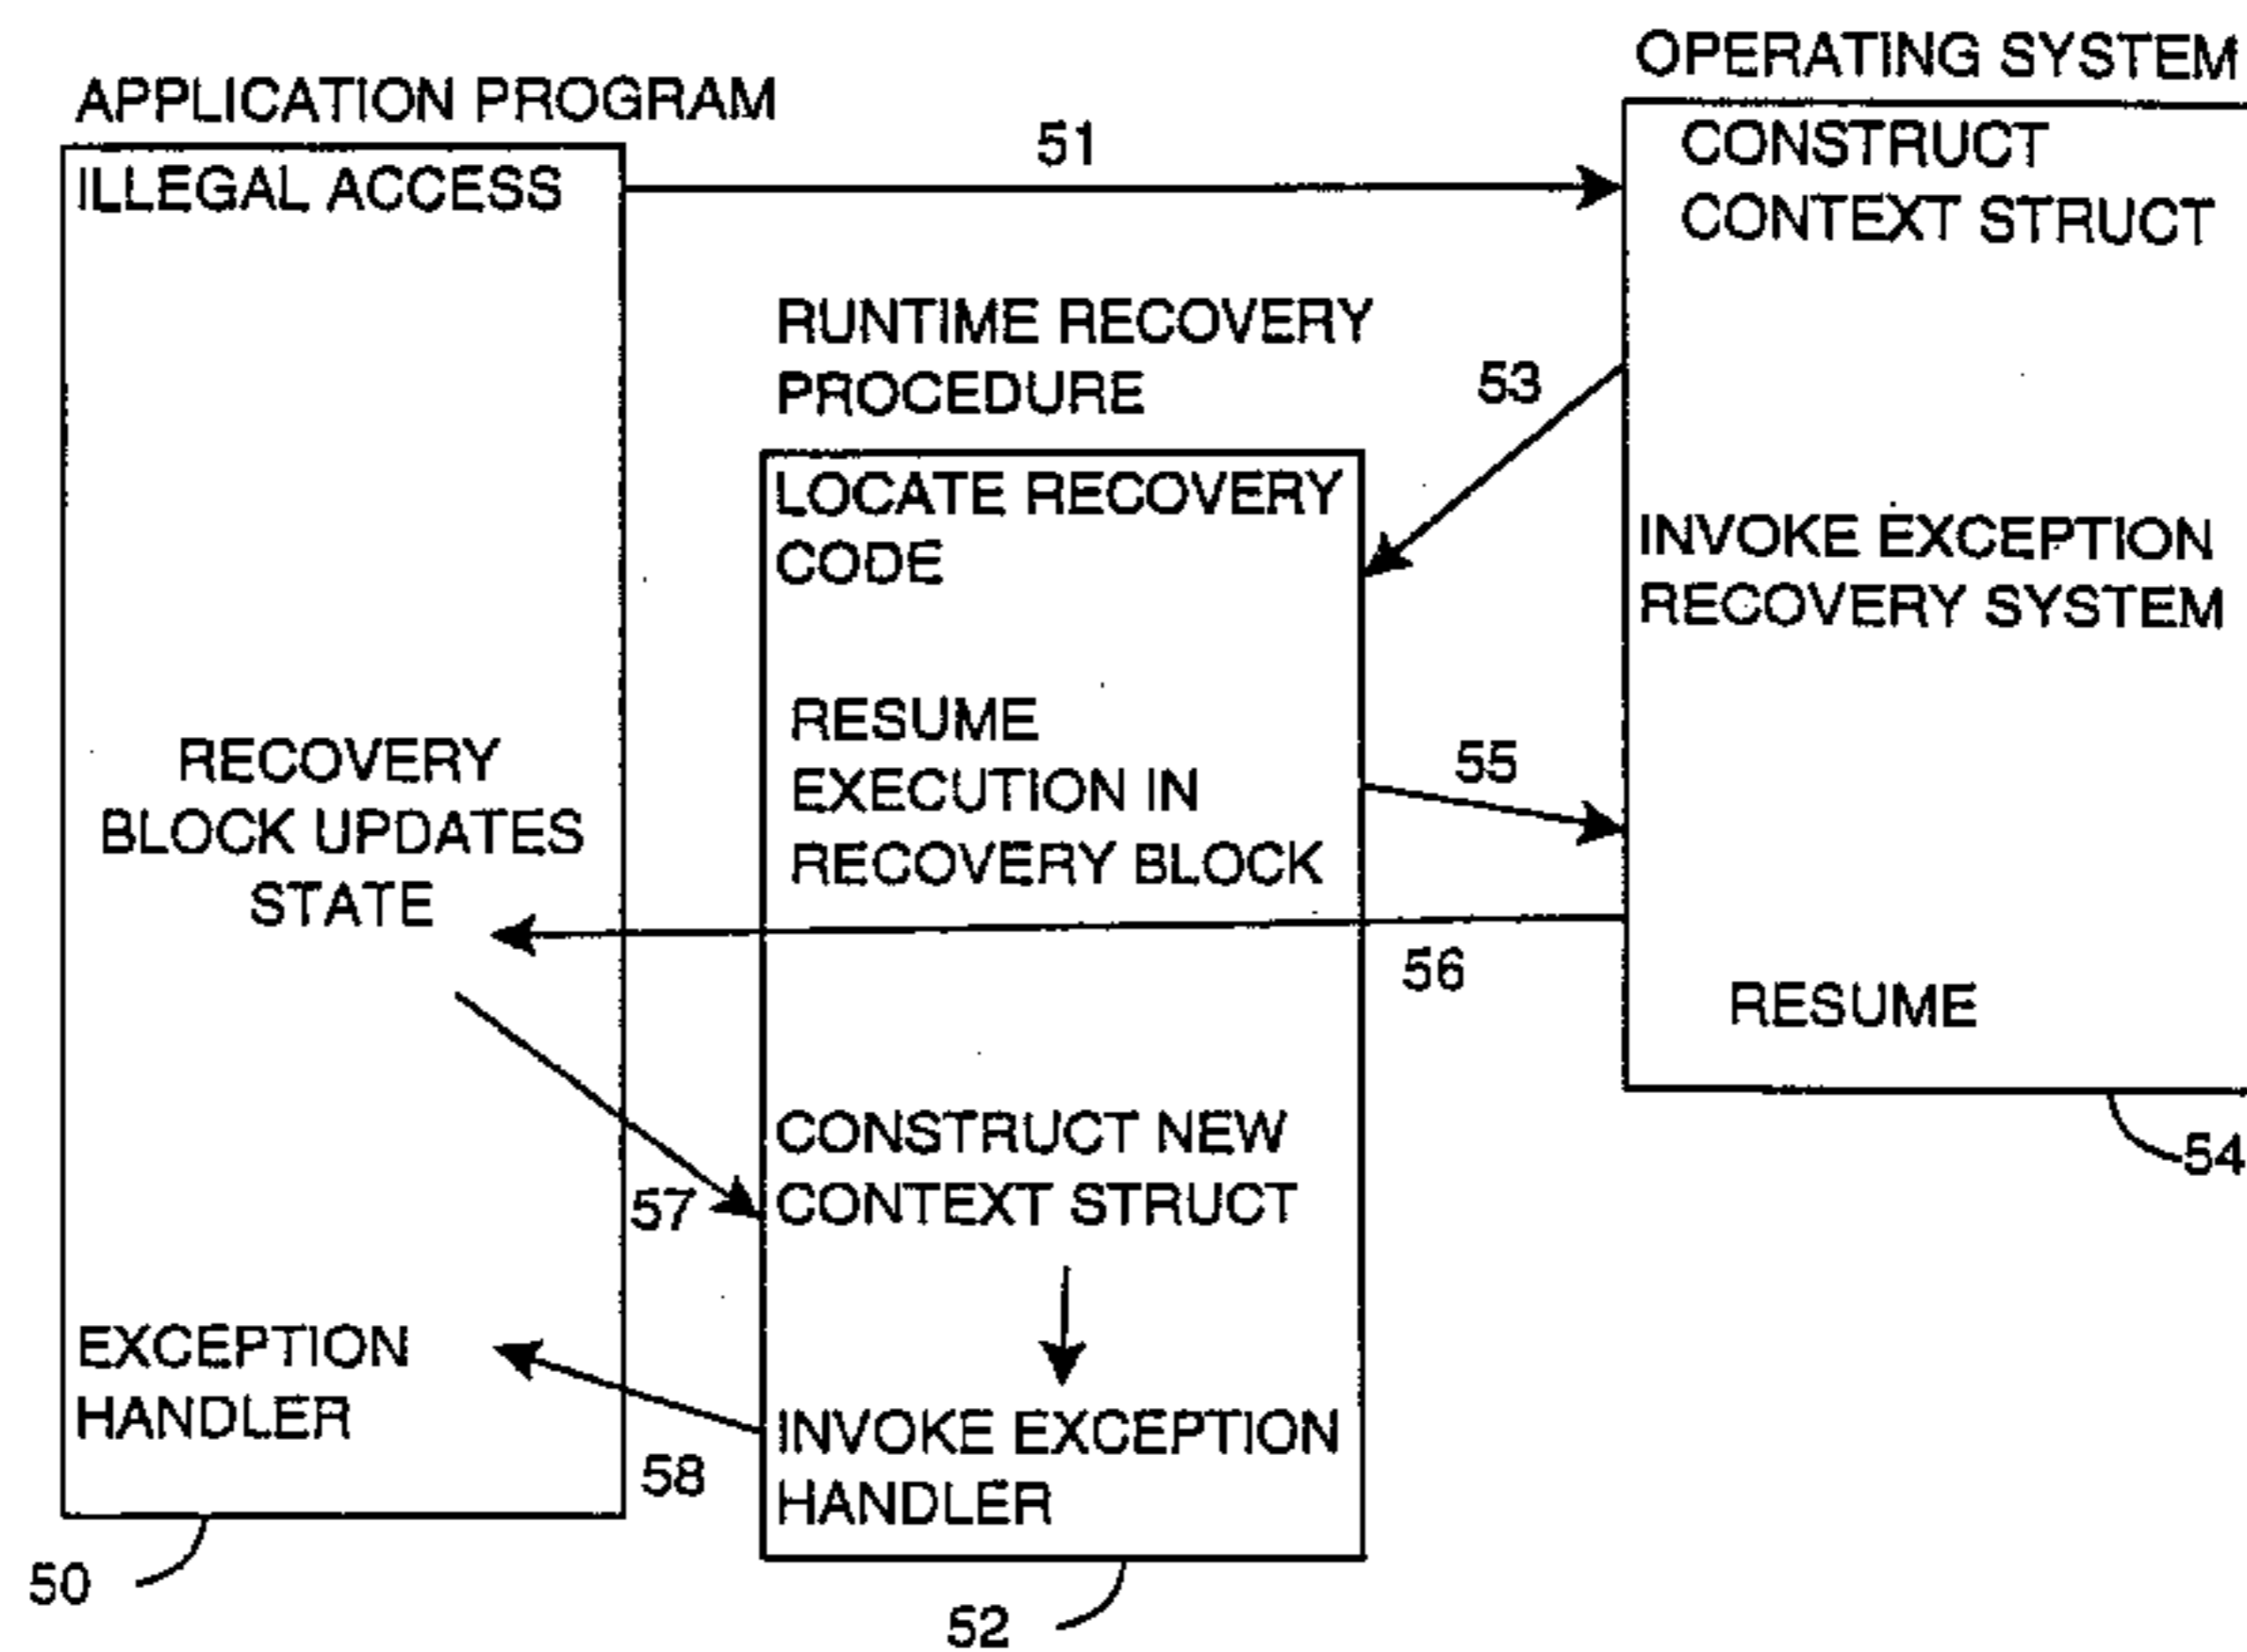 APPLICATION PROGRAM
ILLEGAL ACCESS
RECOVERY
BLOCK UPDATES
STATE
EXCEPTION
HANDLER
50
51
RUNTIME RECOVERY
PROCEDURE
LOCATE RECOVERY
CODE
RESUME
EXECUTION IN
RECOVERY BLOCK
CONSTRUCT NEW
CONTEXT STRUCT
INVOKE EXCEPTION
HANDLER
52
53
55
56
57
58
OPERATING SYSTEM
CONSTRUCT
CONTEXT STRUCT
INVOKE EXCEPTION
RECOVERY SYSTEM
RESUME
54